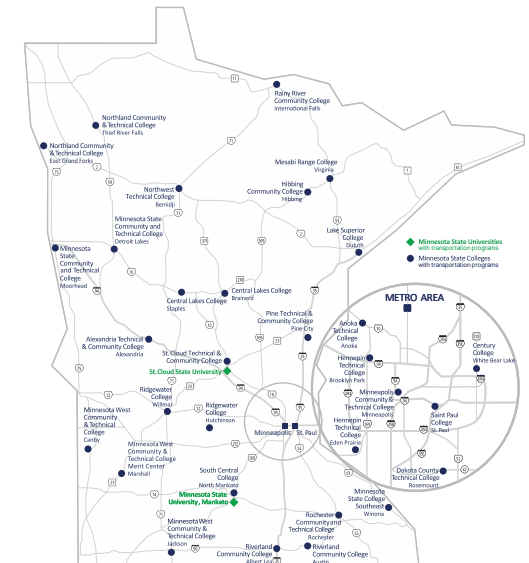 Rainy River
Community College
International Falls
Northland Community
& Technical College
Thief River Falls
Northland Community
& Technical College
East Grand Forks
Mesabi Range College
Virginia
Hibbing
Community College
Hibbing
Northwest
Technical College
Bemidji
Minnesota State
Community and
Technical College
Detroit Lakes
Lake Superior
College
Duluth
Minnesota State Universities
with transportation programs
Minnesota State Colleges
with transportation programs
Minnesota
State
Community
and Technical
College
Moorhead
Central Lakes College
Staples
Central Lakes College
Brainerd
METRO AREA
Pine Technical &
Community College
Pine City
Anoka
Technical
College
Anoka
Alexandria Technical
& Community College
Alexandria
Century
College
White Bear Lake
Hennepin
Technical
College
Brooklyn Park
St. Cloud Technical &
Community College
St. Cloud State University
Ridgewater
College
Willmar
Minneapolis
Community &
Technical College
Minneapolis
Ridgewater
College
Hutchinson
Saint Paul
College
St. Paul
Minnesota West
Community
& Technical
College
Canby
Hennepin
Technical
College
Eden Prairie
Minneapolis
St. Paul
Minnesota West
Community &
Technical College
Merit Center
Marshall
South Central
College
North Mankato
Dakota County
Technical College
Rosemount
Minnesota State
University, Mankato
Minnesota
State College
Southeast
Winona
Rochester
Community and
Technical College
Rochester
Minnesota West
Community &
Technical College
Jackson
Riverland
Community College
Albert Lea
Riverland
Community College
Austin